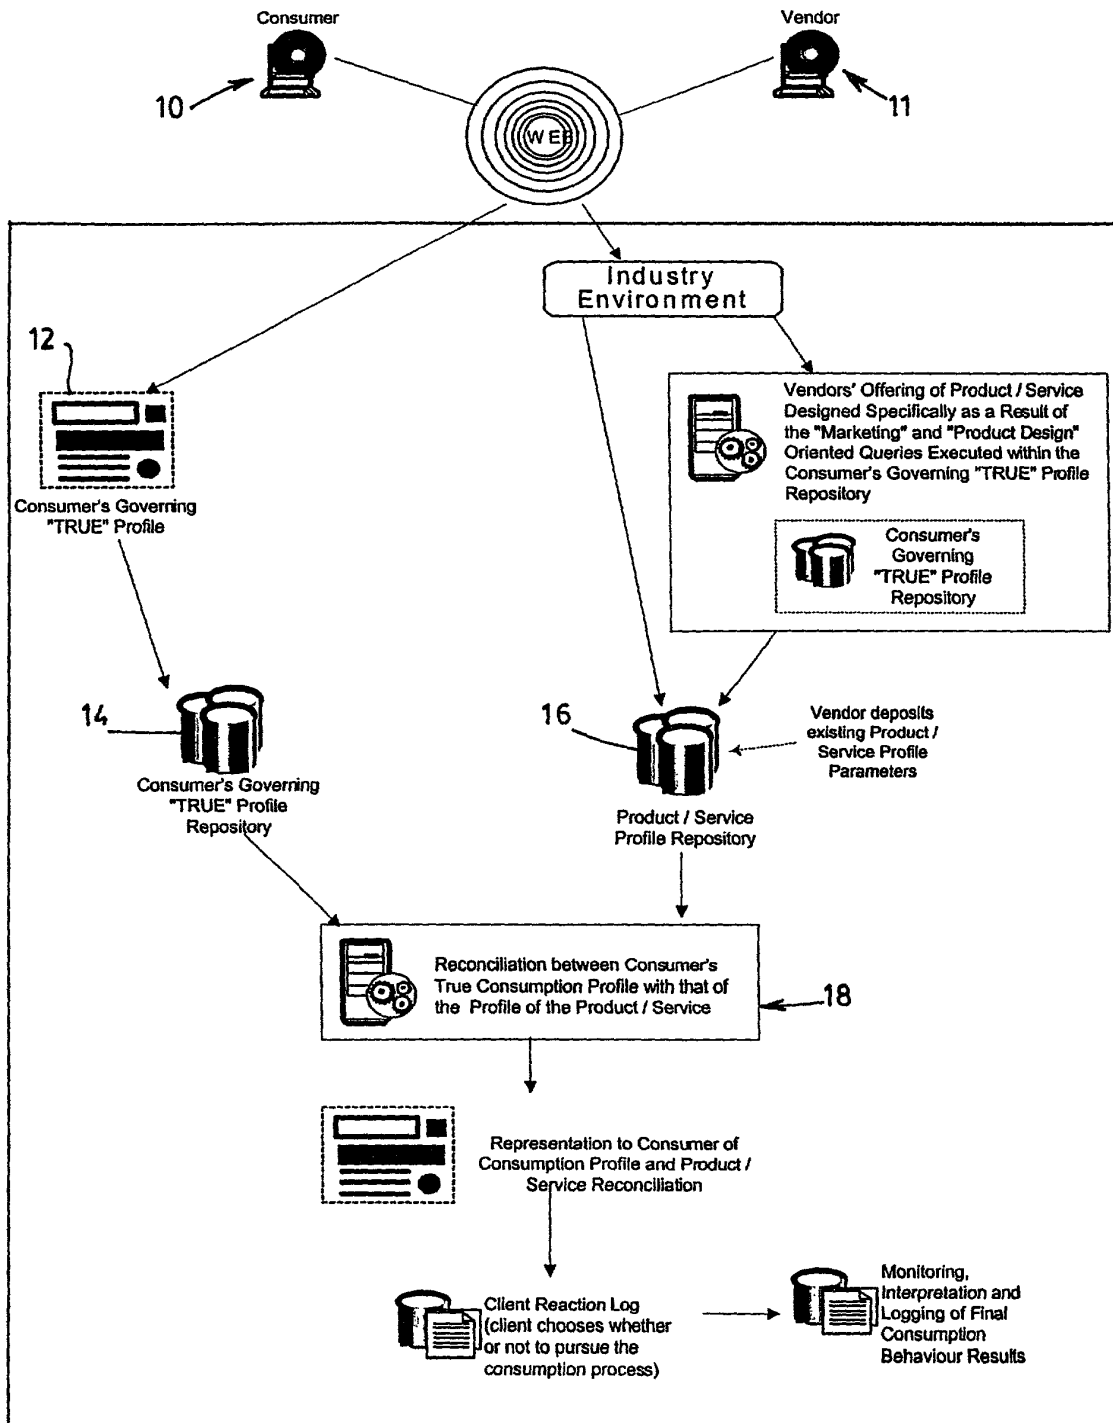 Consumer
Vendor
10
11
WEB
Industry
Environment
12
Consumer's Governing
"TRUE" Profile
Vendors' Offering of Product / Service
Designed Specifically as a Result of
the "Marketing" and "Product Design"
Oriented Queries Executed within the
Consumer's Governing "TRUE" Profile
Repository
Consumer's
Governing
"TRUE" Profile
Repository
14
Consumer's Governing
"TRUE" Profile
Repository
16
Product / Service
Profile Repository
Vendor deposits
existing Product /
Service Profile
Parameters
Reconciliation between Consumer's
True Consumption Profile with that of
the Profile of the Product / Service
18
Representation to Consumer of
Consumption Profile and Product /
Service Reconciliation
Client Reaction Log
(client chooses whether
or not to pursue the
consumption process)
Monitoring,
Interpretation and
Logging of Final
Consumption
Behaviour Results